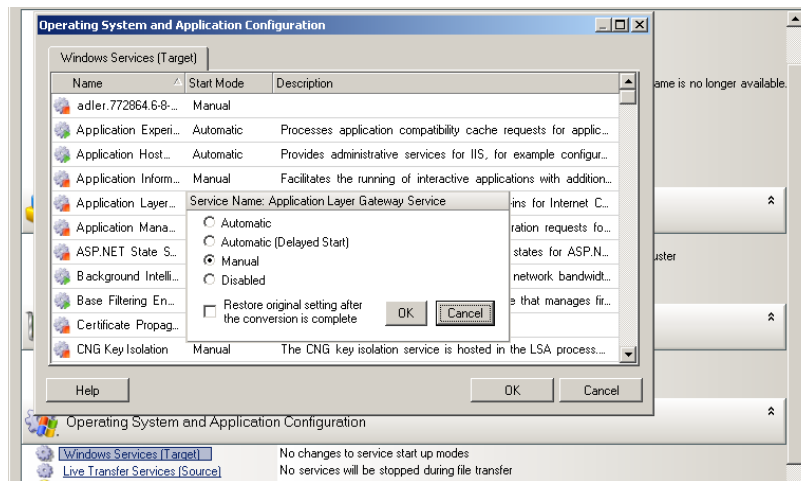 Operating System and Application Configuration
Windows Services (Target)
ame is no longer available.
Name Start Mode Description
adler.772864.6-8-... Manual
Application Experi... Automatic Processes application compatibility cache requests for applic...
Application Host... Automatic Provides administrative services for IIS, for example configur...
Application Inform... Manual Facilitates the running of interactive applications with addition...
Application Layer...
-ins for Internet C...
Application Mana...
ration requests fo...
ASP.NET State S...
states for ASP.N...
Background Intelli...
network bandwidt...
Base Filtering En...
e that manages fir...
Certificate Propag...
Service Name: Application Layer Gateway Service
Automatic
Automatic (Delayed Start)
Manual
Disabled
Restore original setting after
the conversion is complete
OK Cancel
uster
CNG Key Isolation Manual The CNG key isolation service is hosted in the LSA process....
Help OK Cancel
Operating System and Application Configuration
Windows Services (Target) No changes to service start up modes
Live Transfer Services (Source) No services will be stopped during file transfer